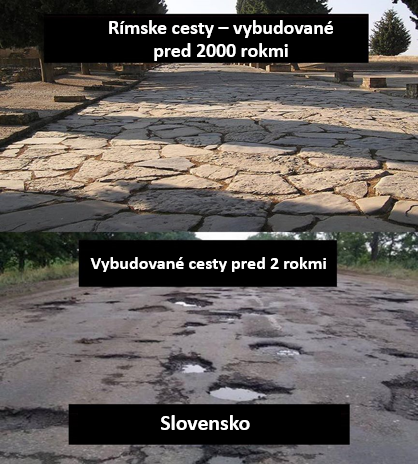 Rímske cesty – vybudované
pred 2000 rokmi
Vybudované cesty pred 2 rokmi
Slovensko